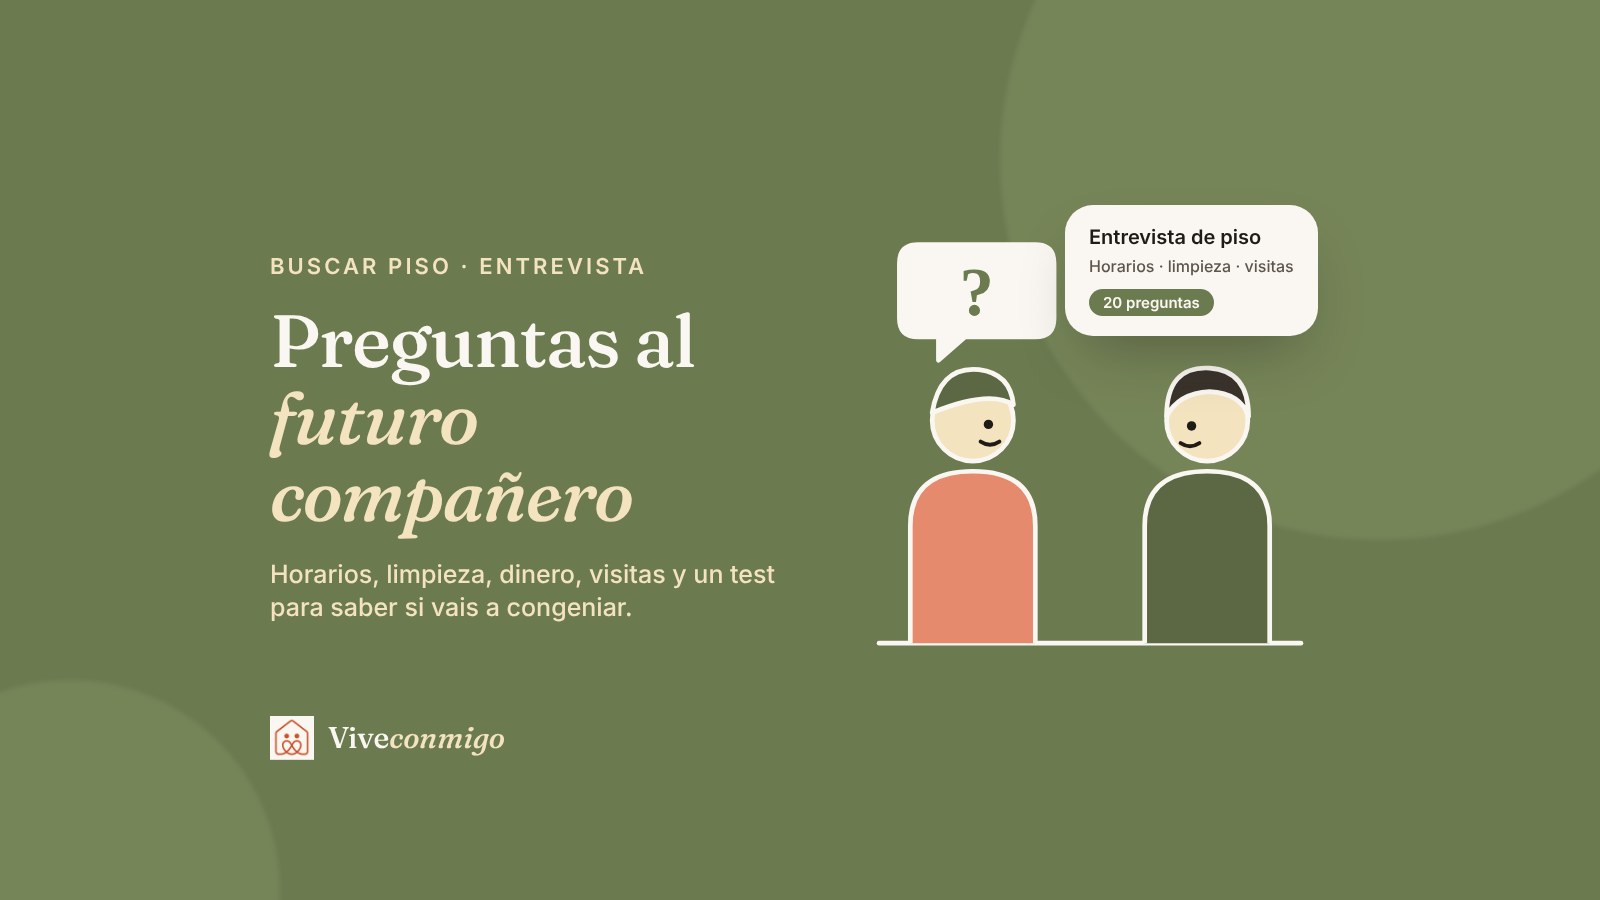 BUSCAR PISO · ENTREVISTA
Preguntas al
futuro
compañero
Horarios, limpieza, dinero, visitas y un test
para saber si vais a congeniar.
Viveconmigo
?
Entrevista de piso
Horarios · limpieza · visitas
20 preguntas